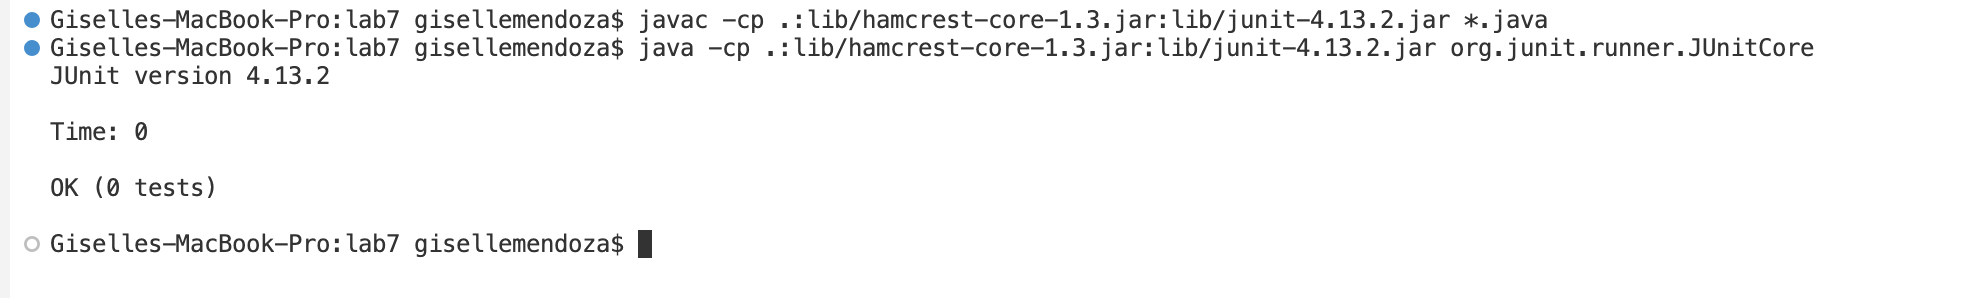 Giselles-MacBook-Pro:lab7 gisellemendoza$ javac -cp .:lib/hamcrest-core-1.3.jar:lib/junit-4.13.2.jar *.java
Giselles-MacBook-Pro:lab7 gisellemendoza$ java -cp .:lib/hamcrest-core-1.3.jar:lib/junit-4.13.2.jar org.junit.runner.JUnitCore
JUnit version 4.13.2
Time: 0
OK (0 tests)
Giselles-MacBook-Pro:lab7 gisellemendoza$